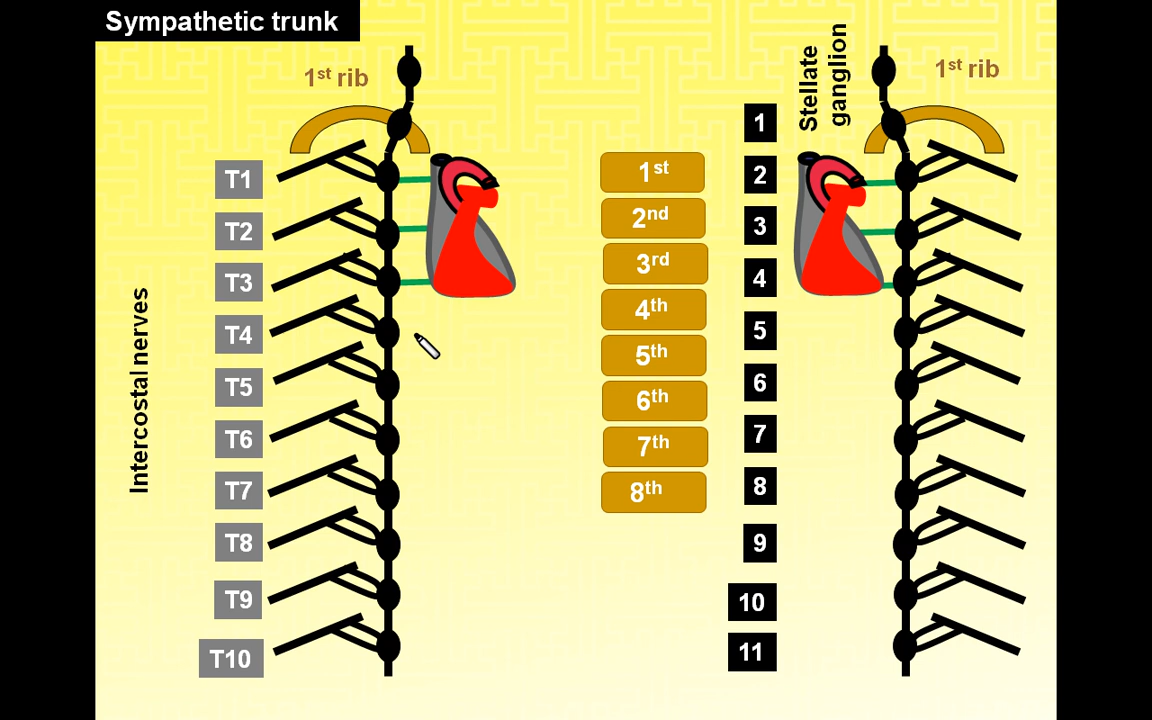 Sympathetic trunk
1st rib
Stellate
ganglion
1st rib
Intercostal nerves
T1
T2
T3
T4
T5
T6
T7
T8
T9
T10
1st
2nd
3rd
4th
5th
6th
7th
8th
1
2
3
4
5
6
7
8
9
10
11